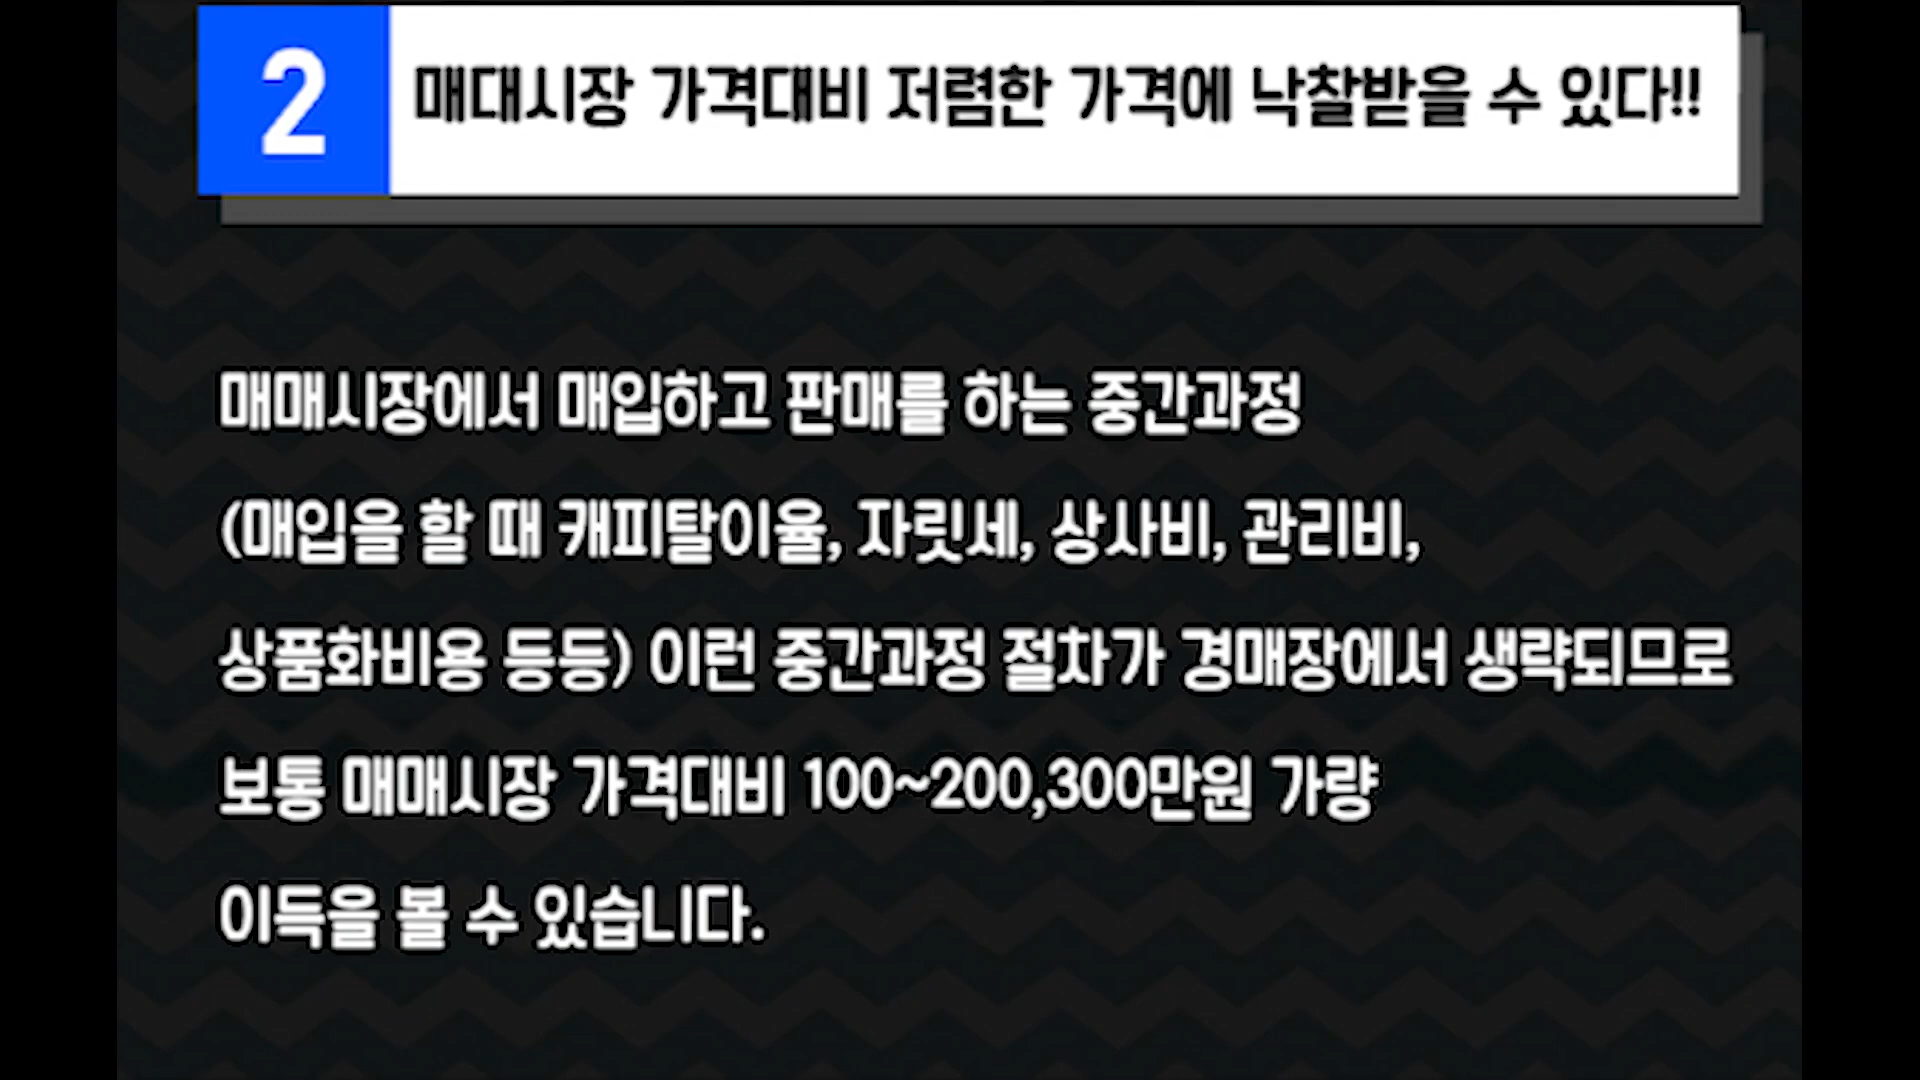 2
매대시장 가격대비 저렴한 가격에 낙찰받을 수 있다!!
매매시장에서 매입하고 판매를 하는 중간과정
(매입을 할 때 캐피탈이율, 자릿세, 상사비, 관리비,
상품화비용 등등) 이런 중간과정 절차가 경매장에서 생략되므로
보통 매매시장 가격대비 100~200,300만원 가량
이득을 볼 수 있습니다.